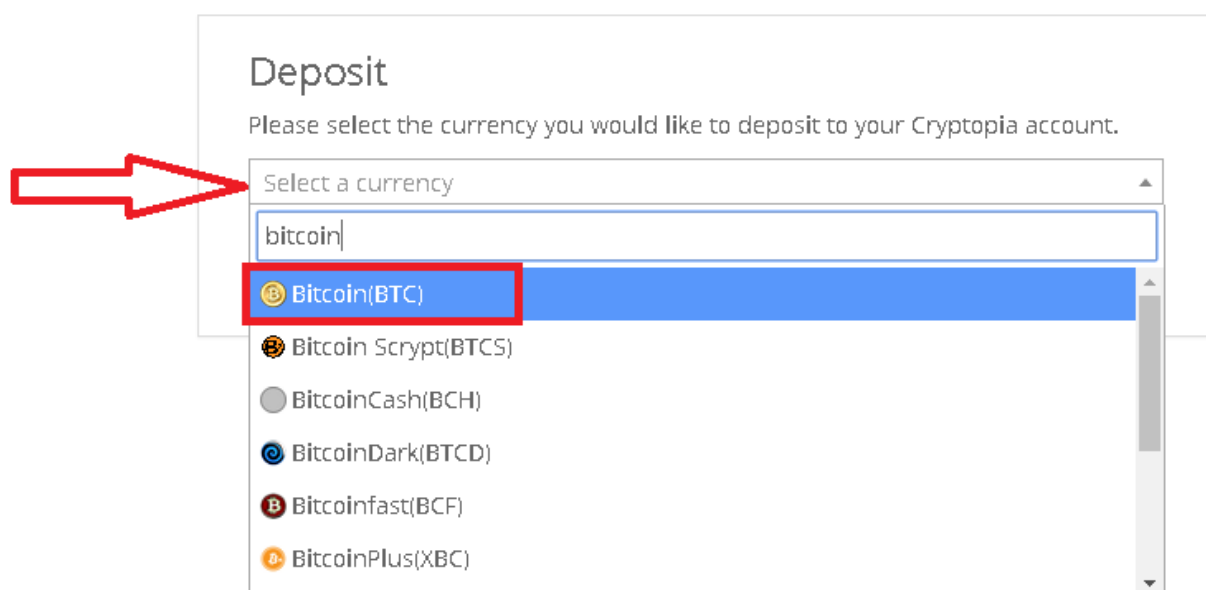 Deposit
Please select the currency you would like to deposit to your Cryptopia account.
Select a currency
bitcoin
Bitcoin(BTC)
Bitcoin Scrypt(BTCS)
BitcoinCash(BCH)
BitcoinDark(BTCD)
Bitcoinfast(BCF)
BitcoinPlus(XBC)